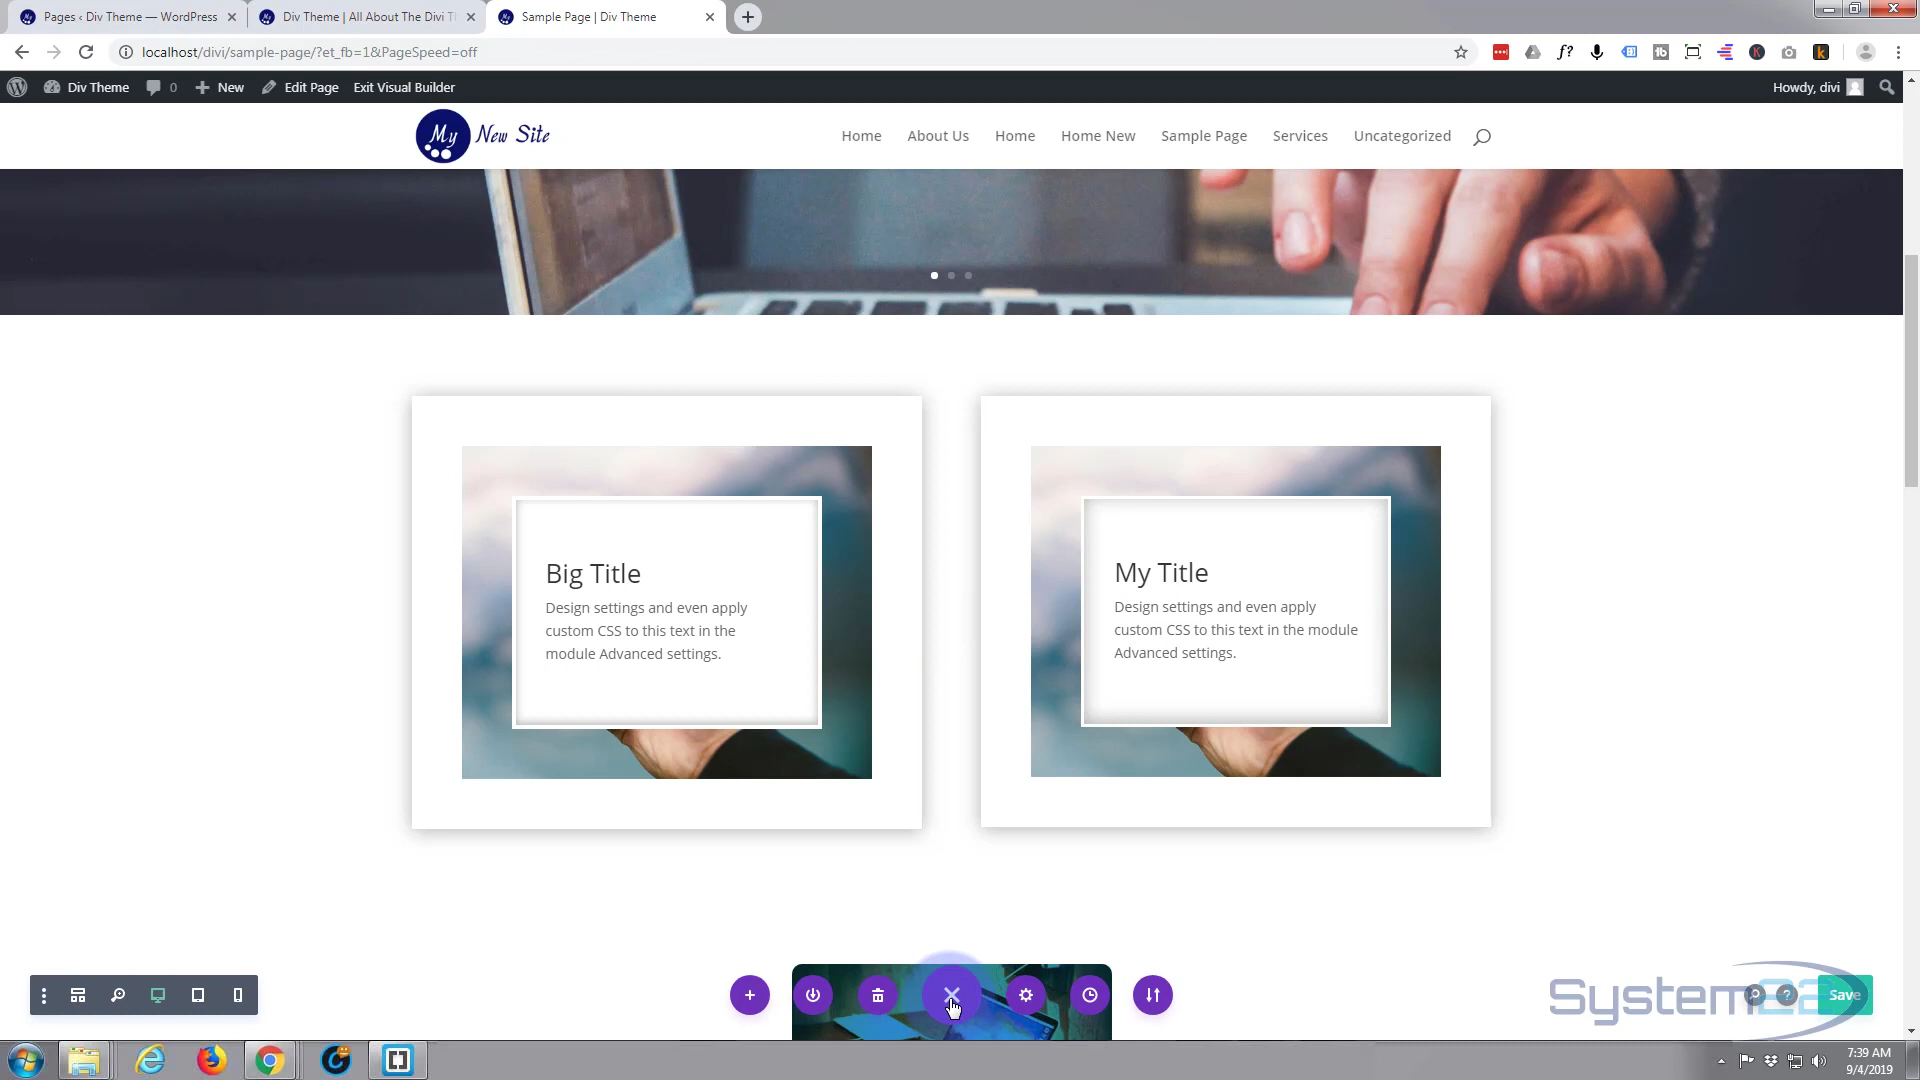 Pages ‹ Div Theme — WordPress
Div Theme | All About The Divi Th
Sample Page | Div Theme
localhost/divi/sample-page/?et_fb=1&PageSpeed=off
Div Theme
0
New
Edit Page
Exit Visual Builder
Howdy, divi
My New Site
Home
About Us
Home
Home New
Sample Page
Services
Uncategorized
Big Title
Design settings and even apply
custom CSS to this text in the
module Advanced settings.
My Title
Design settings and even apply
custom CSS to this text in the module
Advanced settings.
System22
Save
7:39 AM
9/4/2019